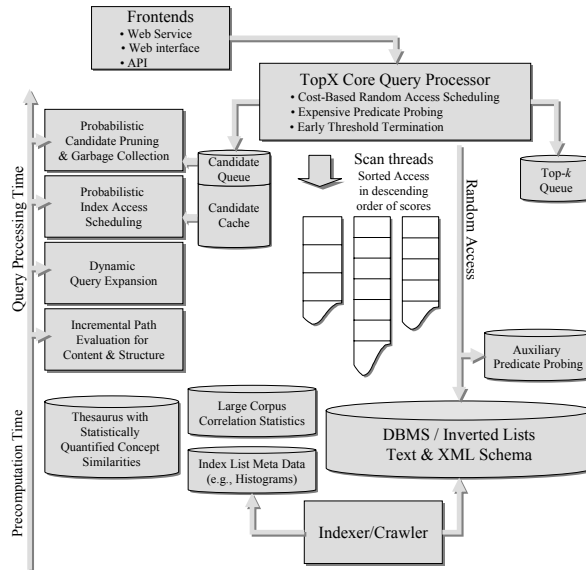 Frontends
• Web Service
• Web interface
• API
TopX Core Query Processor
• Cost-Based Random Access Scheduling
• Expensive Predicate Probing
• Early Threshold Termination
Probabilistic
Candidate Pruning
& Garbage Collection
Probabilistic
Index Access
Scheduling
Dynamic
Query Expansion
Incremental Path
Evaluation for
Content & Structure
Candidate
Queue
Candidate
Cache
Scan threads
Sorted Access
in descending
order of scores
Random Access
Top-k
Queue
Auxiliary
Predicate Probing
Query Processing Time
Precomputation Time
Thesaurus with
Statistically
Quantified Concept
Similarities
Large Corpus
Correlation Statistics
Index List Meta Data
(e.g., Histograms)
DBMS / Inverted Lists
Text & XML Schema
Indexer/Crawler